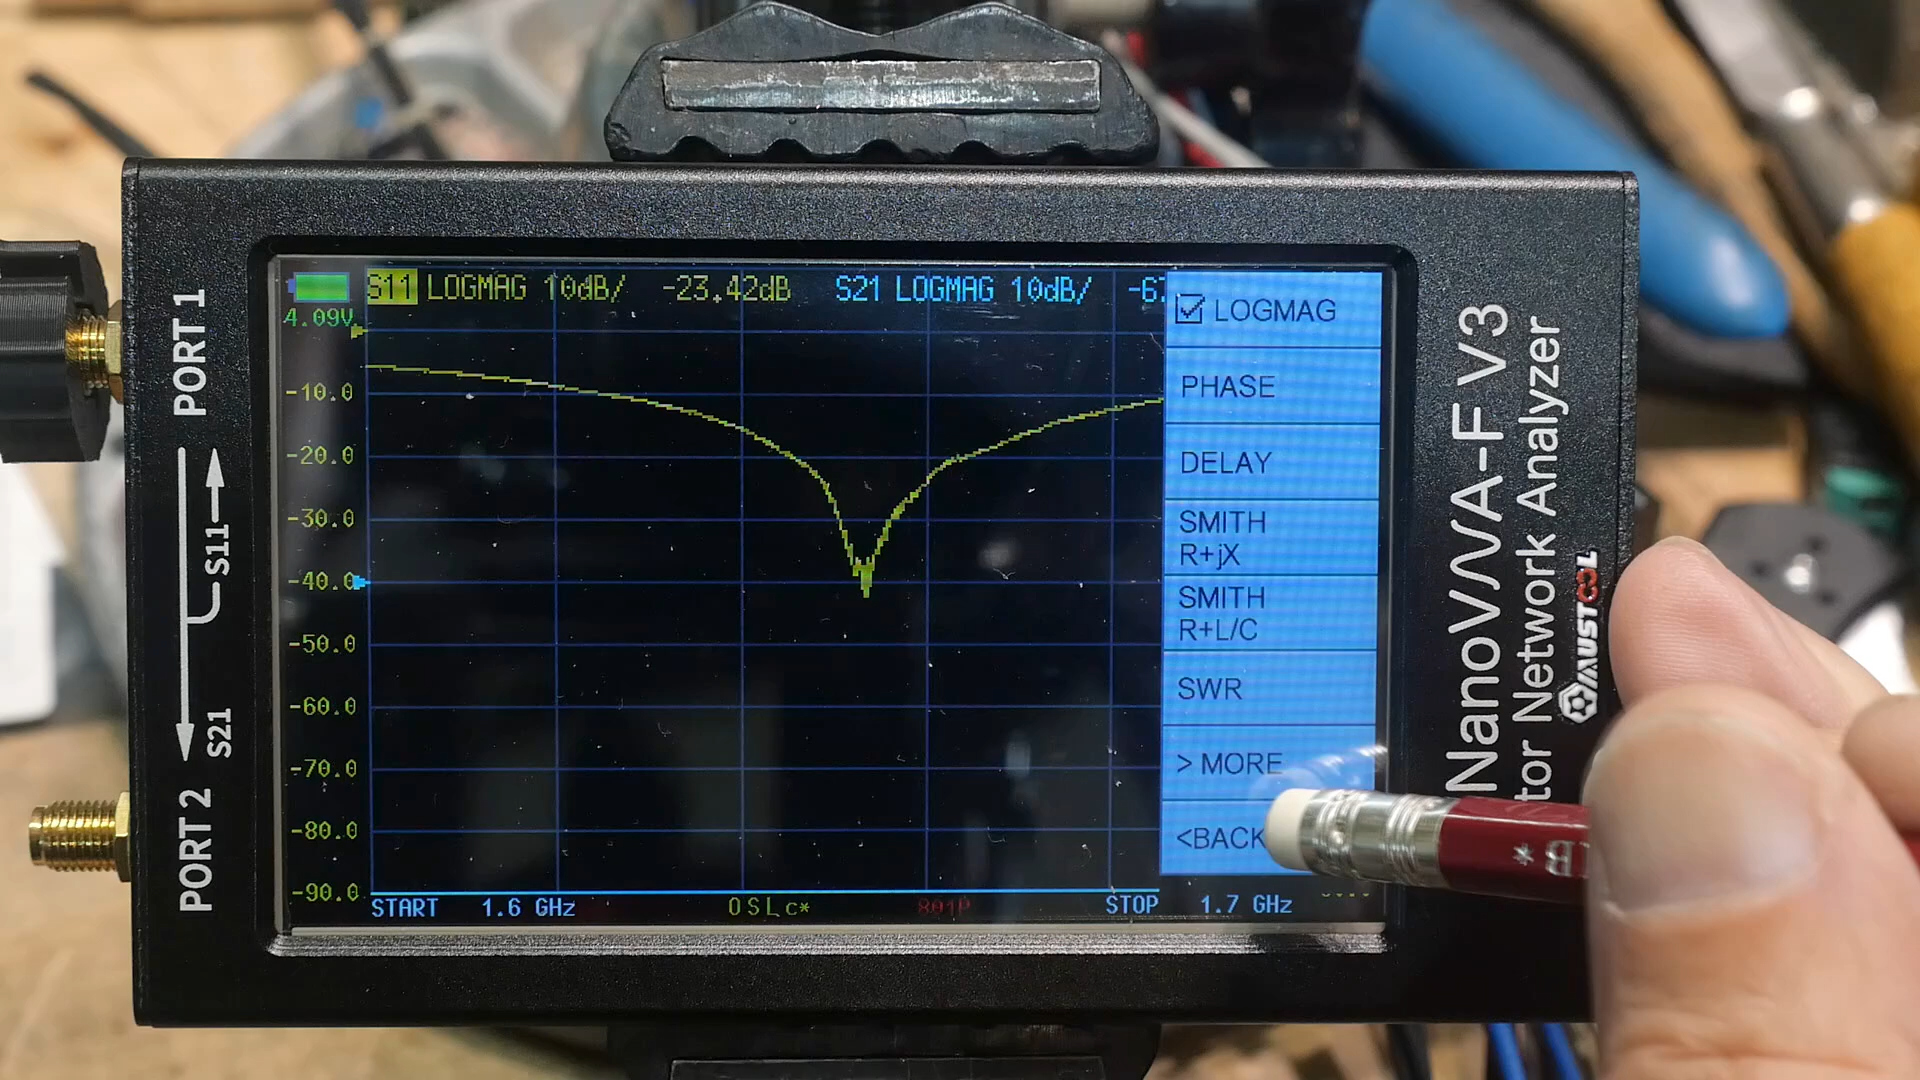 S11 LOGMAG 10dB/ -23.42dB S21 LOGMAG 10dB/ -67
4.09V
-10.0
-20.0
-30.0
-40.0
-50.0
-60.0
-70.0
-80.0
-90.0
START 1.6 GHz OSLc* 801P STOP 1.7 GHz
LOGMAG
PHASE
DELAY
SMITH
R+jX
SMITH
R+L/C
SWR
> MORE
<BACK
PORT 1
S11
S21
PORT 2
NanoVNA-F V3
tor Network Analyzer
MAUSTOOL
* B